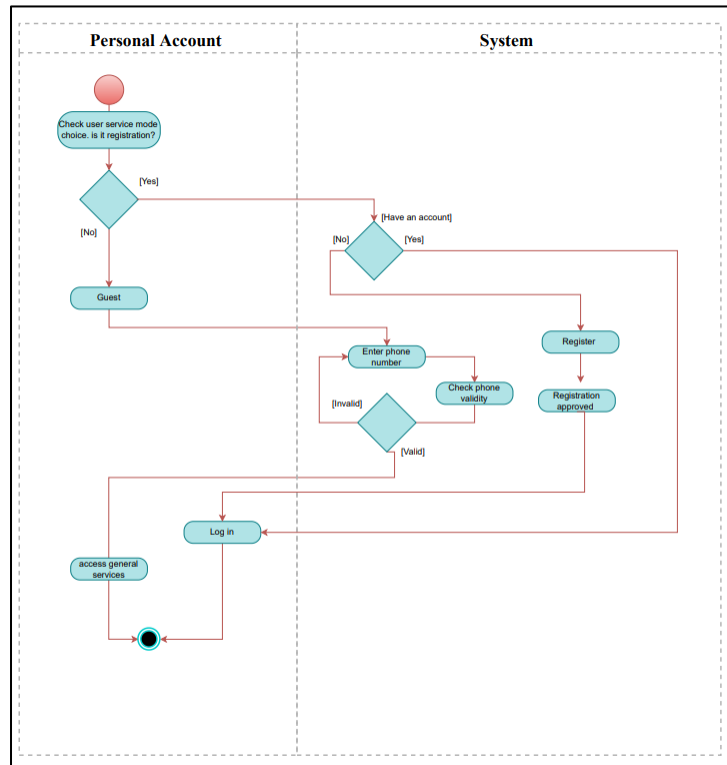 Personal Account
System
Check user service mode
choice. is it registration?
[Yes]
[Have an account]
[No]
[No]
[Yes]
Guest
Register
Enter phone
number
Check phone
validity
Registration
approved
[Invalid]
[Valid]
Log in
access general
services